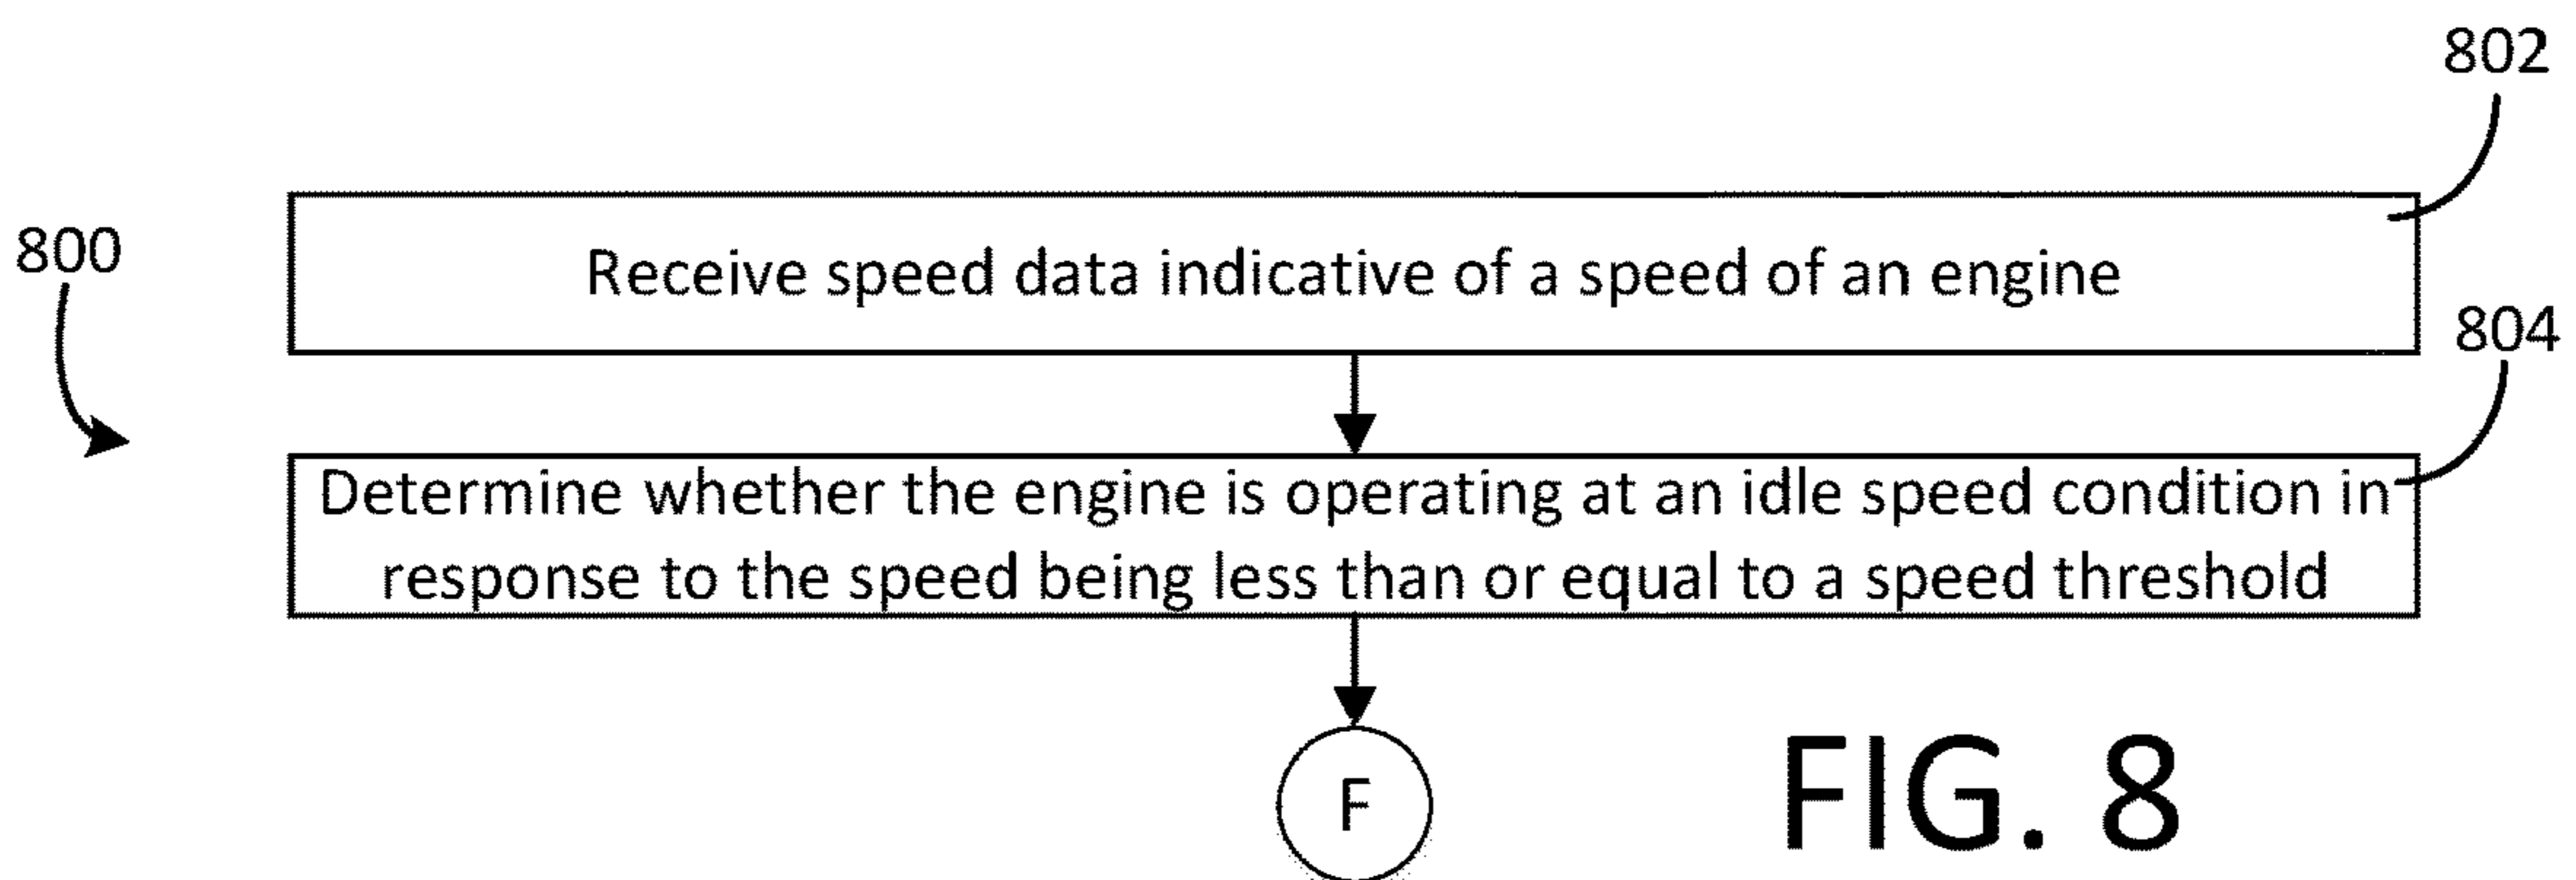 802
800
Receive speed data indicative of a speed of an engine
804
Determine whether the engine is operating at an idle speed condition in
response to the speed being less than or equal to a speed threshold
F
FIG. 8